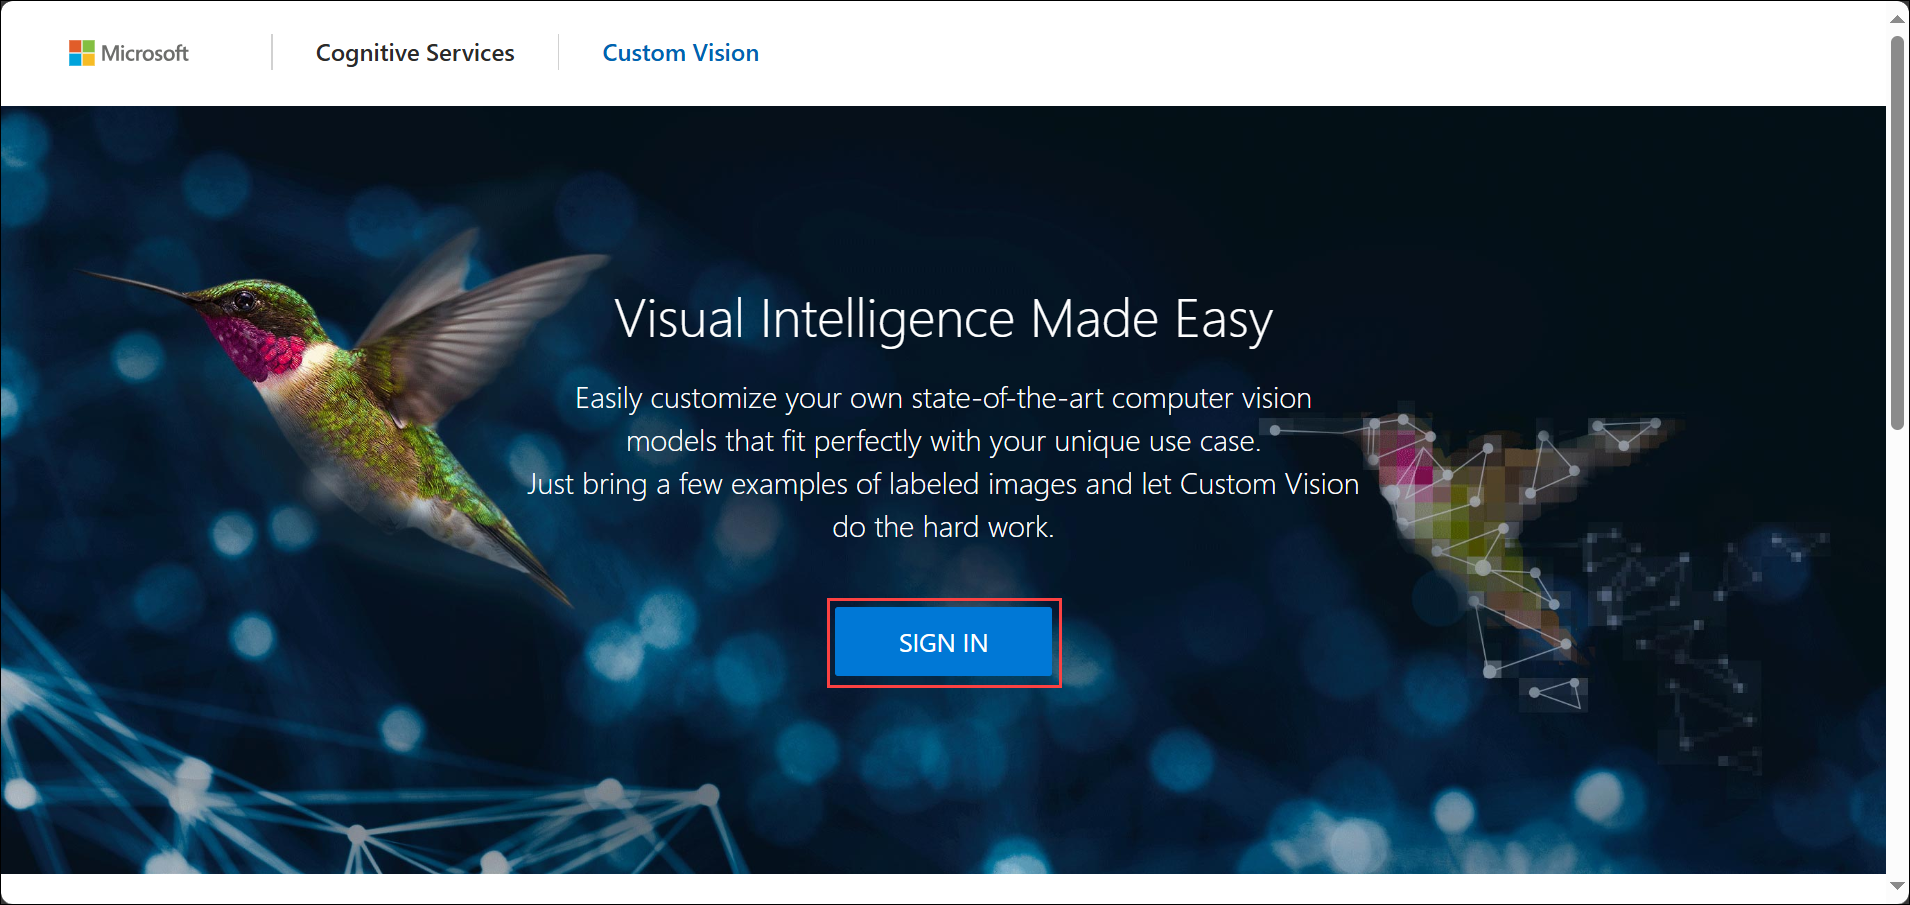 Microsoft
Cognitive Services
Custom Vision
Visual Intelligence Made Easy
Easily customize your own state-of-the-art computer vision
models that fit perfectly with your unique use case.
Just bring a few examples of labeled images and let Custom Vision
do the hard work.
SIGN IN